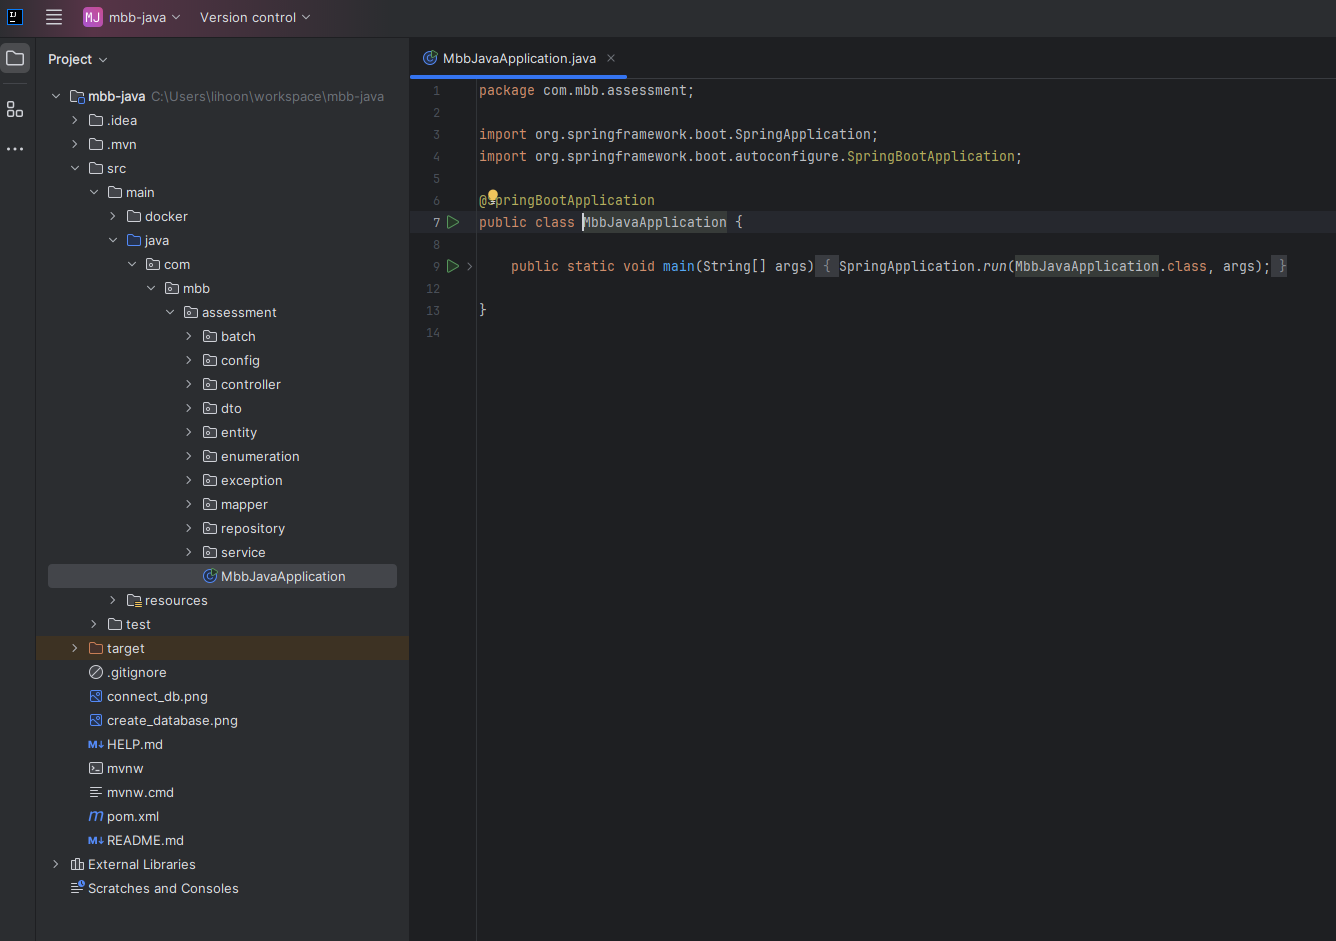 MJ mbb-java Version control
Project
MbbJavaApplication.java
mbb-java C:\Users\lihoon\workspace\mbb-java
.idea
.mvn
src
main
docker
java
com
mbb
assessment
batch
config
controller
dto
entity
enumeration
exception
mapper
repository
service
MbbJavaApplication
resources
test
target
.gitignore
connect_db.png
create_database.png
M↓ HELP.md
mvnw
mvnw.cmd
m pom.xml
M↓ README.md
External Libraries
Scratches and Consoles
1 package com.mbb.assessment;
2
3 import org.springframework.boot.SpringApplication;
4 import org.springframework.boot.autoconfigure.SpringBootApplication;
5
6 @SpringBootApplication
7 public class MbbJavaApplication {
8
9 public static void main(String[] args) { SpringApplication.run(MbbJavaApplication.class, args); }
12
13 }
14